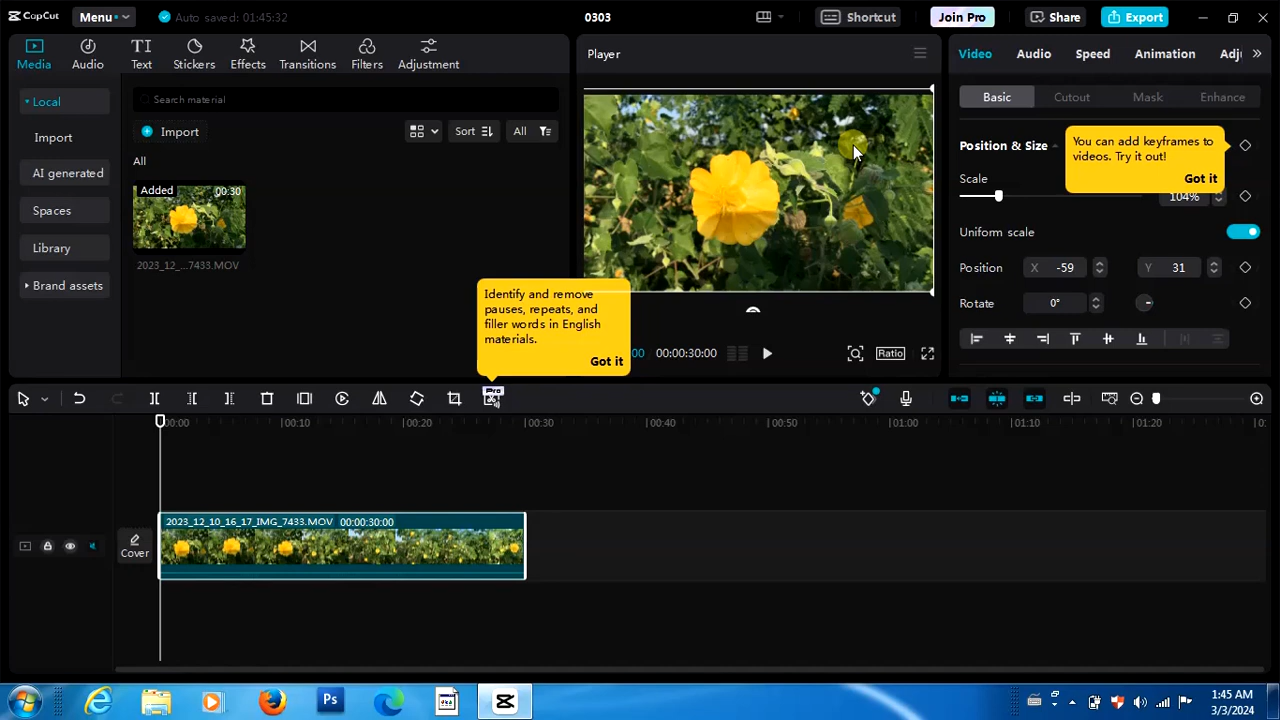 CapCut
Menu
Auto saved: 01:45:32
0303
Shortcut
Join Pro
Share
Export
Media
Audio
Text
Stickers
Effects
Transitions
Filters
Adjustment
Local
Import
AI generated
Spaces
Library
Brand assets
Search material
Import
Sort
All
All
Added
00:30
2023_12_...7433.MOV
Player
Identify and remove
pauses, repeats, and
filler words in English
materials.
Got it
00
00:00:30:00
Ratio
Video
Audio
Speed
Animation
Adj
Basic
Cutout
Mask
Enhance
Position & Size
You can add keyframes to
videos. Try it out!
Got it
Scale
104%
Uniform scale
Position
X
-59
Y
31
Rotate
0°
Pro
00:00
00:10
00:20
00:30
00:40
00:50
01:00
01:10
01:20
Cover
2023_12_10_16_17_IMG_7433.MOV
00:00:30:00
Ps
1:45 AM
3/3/2024